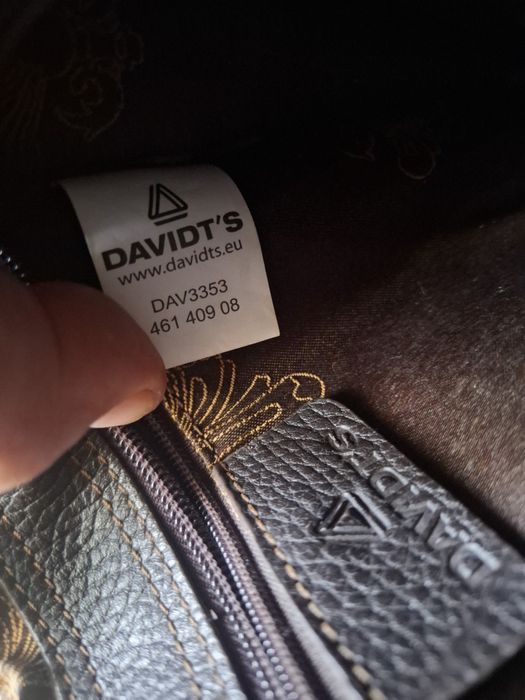 DAVIDT'S
www.davidts.eu
DAV3353
461 409 08
DAVIDT'S